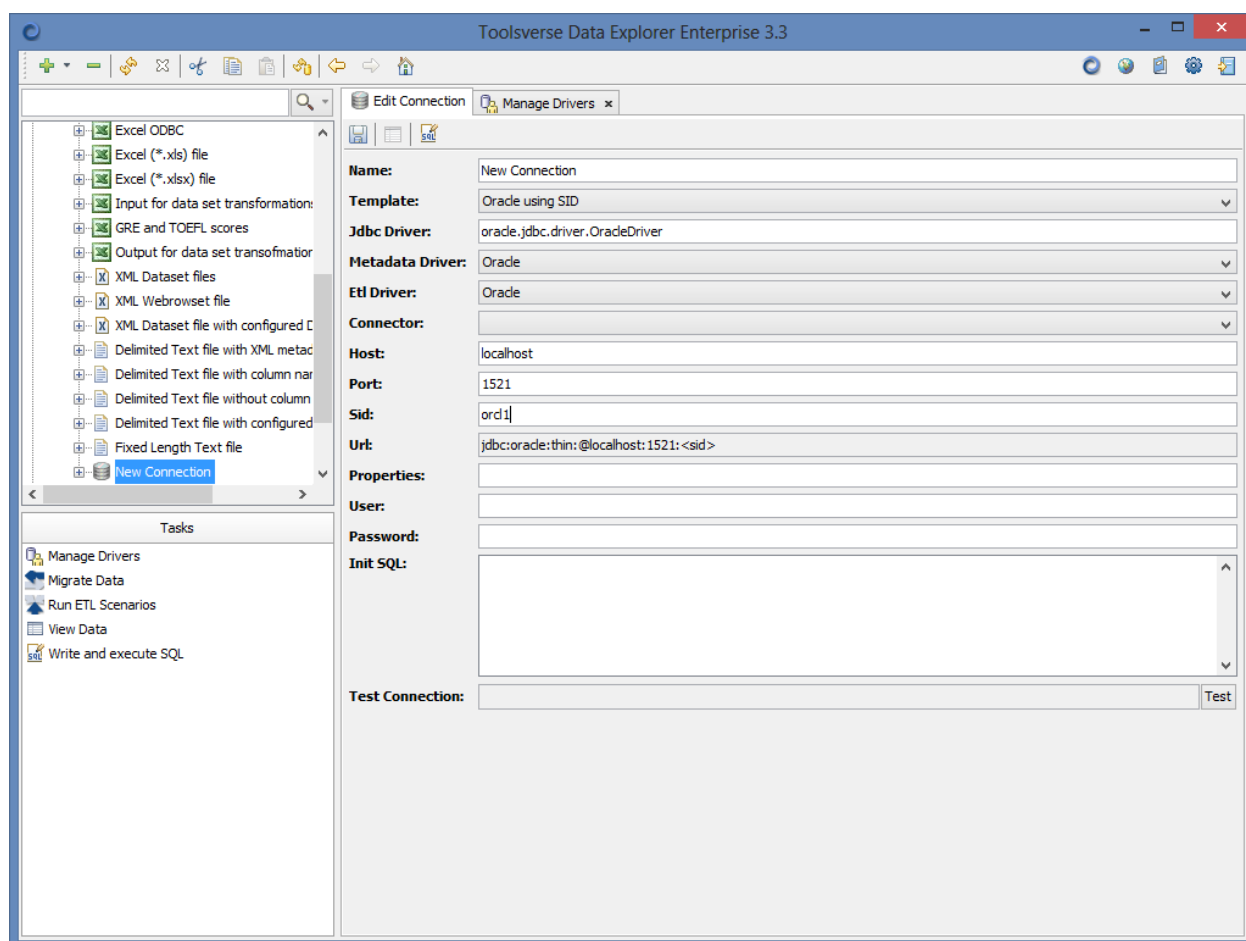 Toolsverse Data Explorer Enterprise 3.3
Edit Connection
Manage Drivers
Excel ODBC
Excel (*.xls) file
Excel (*.xlsx) file
Input for data set transformation
GRE and TOEFL scores
Output for data set transofmation
XML Dataset files
XML Webrowset file
XML Dataset file with configured D
Delimited Text file with XML metad
Delimited Text file with column nar
Delimited Text file without column
Delimited Text file with configured
Fixed Length Text file
New Connection
Tasks
Manage Drivers
Migrate Data
Run ETL Scenarios
View Data
Write and execute SQL
Name: New Connection
Template: Oracle using SID
Jdbc Driver: oracle.jdbc.driver.OracleDriver
Metadata Driver: Oracle
Etl Driver: Oracle
Connector:
Host: localhost
Port: 1521
Sid: orcl1
Url: jdbc:oracle:thin:@localhost:1521:<sid>
Properties:
User:
Password:
Init SQL:
Test Connection: Test